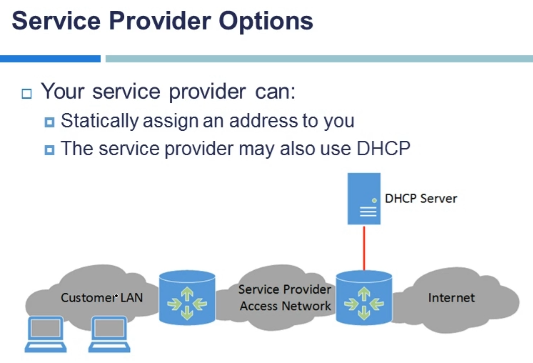 Service Provider Options
Your service provider can:
Statically assign an address to you
The service provider may also use DHCP
DHCP Server
Customer LAN
Service Provider
Access Network
Internet